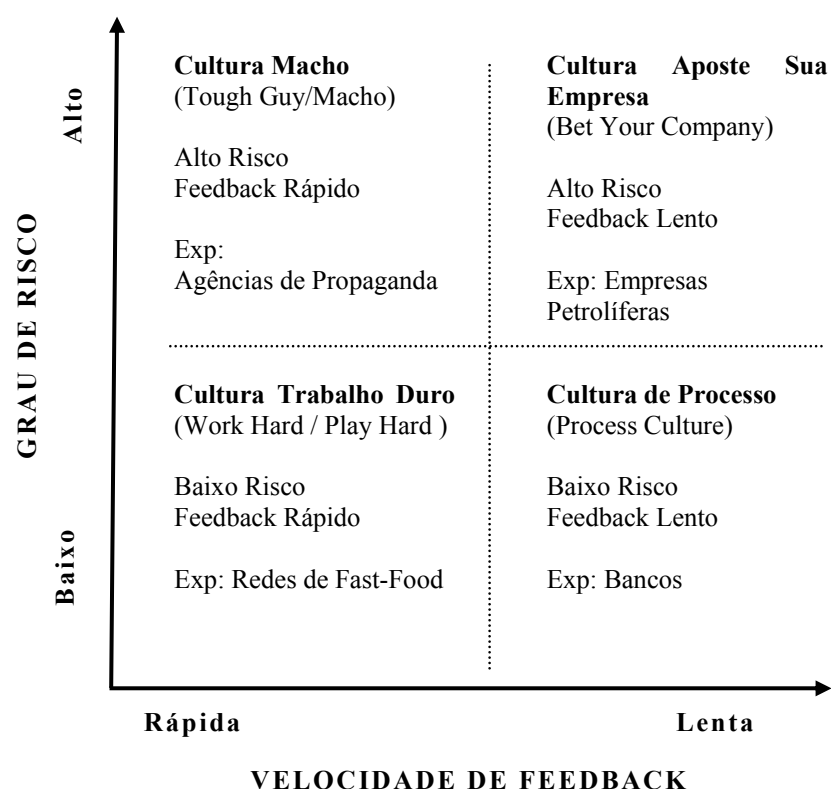 Cultura Macho
(Tough Guy/Macho)
Alto Risco
Feedback Rápido
Exp:
Agências de Propaganda
Cultura Aposte Sua
Empresa
(Bet Your Company)
Alto Risco
Feedback Lento
Exp: Empresas
Petrolíferas
Cultura Trabalho Duro
(Work Hard / Play Hard )
Baixo Risco
Feedback Rápido
Exp: Redes de Fast-Food
Cultura de Processo
(Process Culture)
Baixo Risco
Feedback Lento
Exp: Bancos
GRAU DE RISCO
Alto
Baixo
Rápida
Lenta
VELOCIDADE DE FEEDBACK